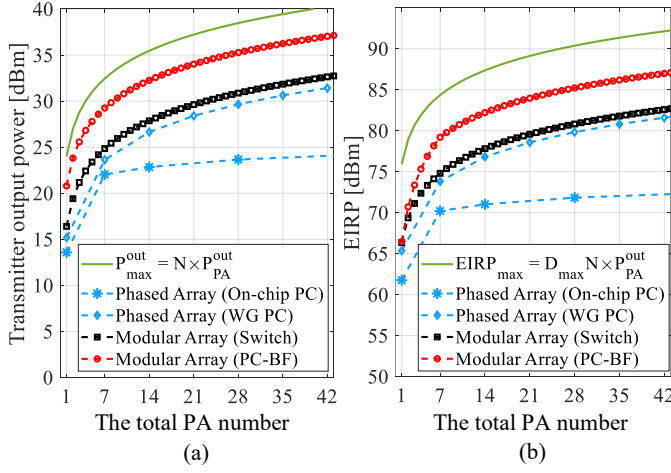 40
35
30
25
20
15
10
5
0
Transmitter output power [dBm]
P_max^out = N×P_PA^out
Phased Array (On-chip PC)
Phased Array (WG PC)
Modular Array (Switch)
Modular Array (PC-BF)
1 7 14 21 28 35 42
The total PA number
(a)
90
85
80
75
70
65
60
55
50
EIRP [dBm]
EIRP_max = D_max N×P_PA^out
Phased Array (On-chip PC)
Phased Array (WG PC)
Modular Array (Switch)
Modular Array (PC-BF)
1 7 14 21 28 35 42
The total PA number
(b)